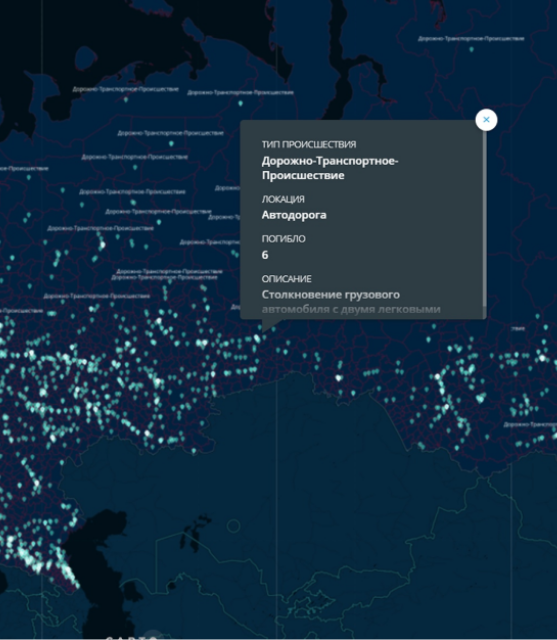 Дорожно-Транспортное-Происшествие
Дорожно-Транспортное-Происшествие
Дорожно-Транспортное-Происшествие
Дорожно-Транспортное-Происшествие
Дорожно-Транспортное-Происшествие
-Происшествие
Дорожно-Транспортное-Происшествие
Дорожно-Транспортное-Происшествие
Дорожно-Транспортное-Происшествие
Дорожно-Транспортное-Происшествие
Дорожно-Транспортное-Происшествие
Дорожно-Транспортное-Происшествие
-Происшествие
ТИП ПРОИСШЕСТВИЯ
Дорожно-Транспортное-
Происшествие
ЛОКАЦИЯ
Автодорога
ПОГИБЛО
6
ОПИСАНИЕ
Столкновение грузового
автомобиля с двумя легковыми